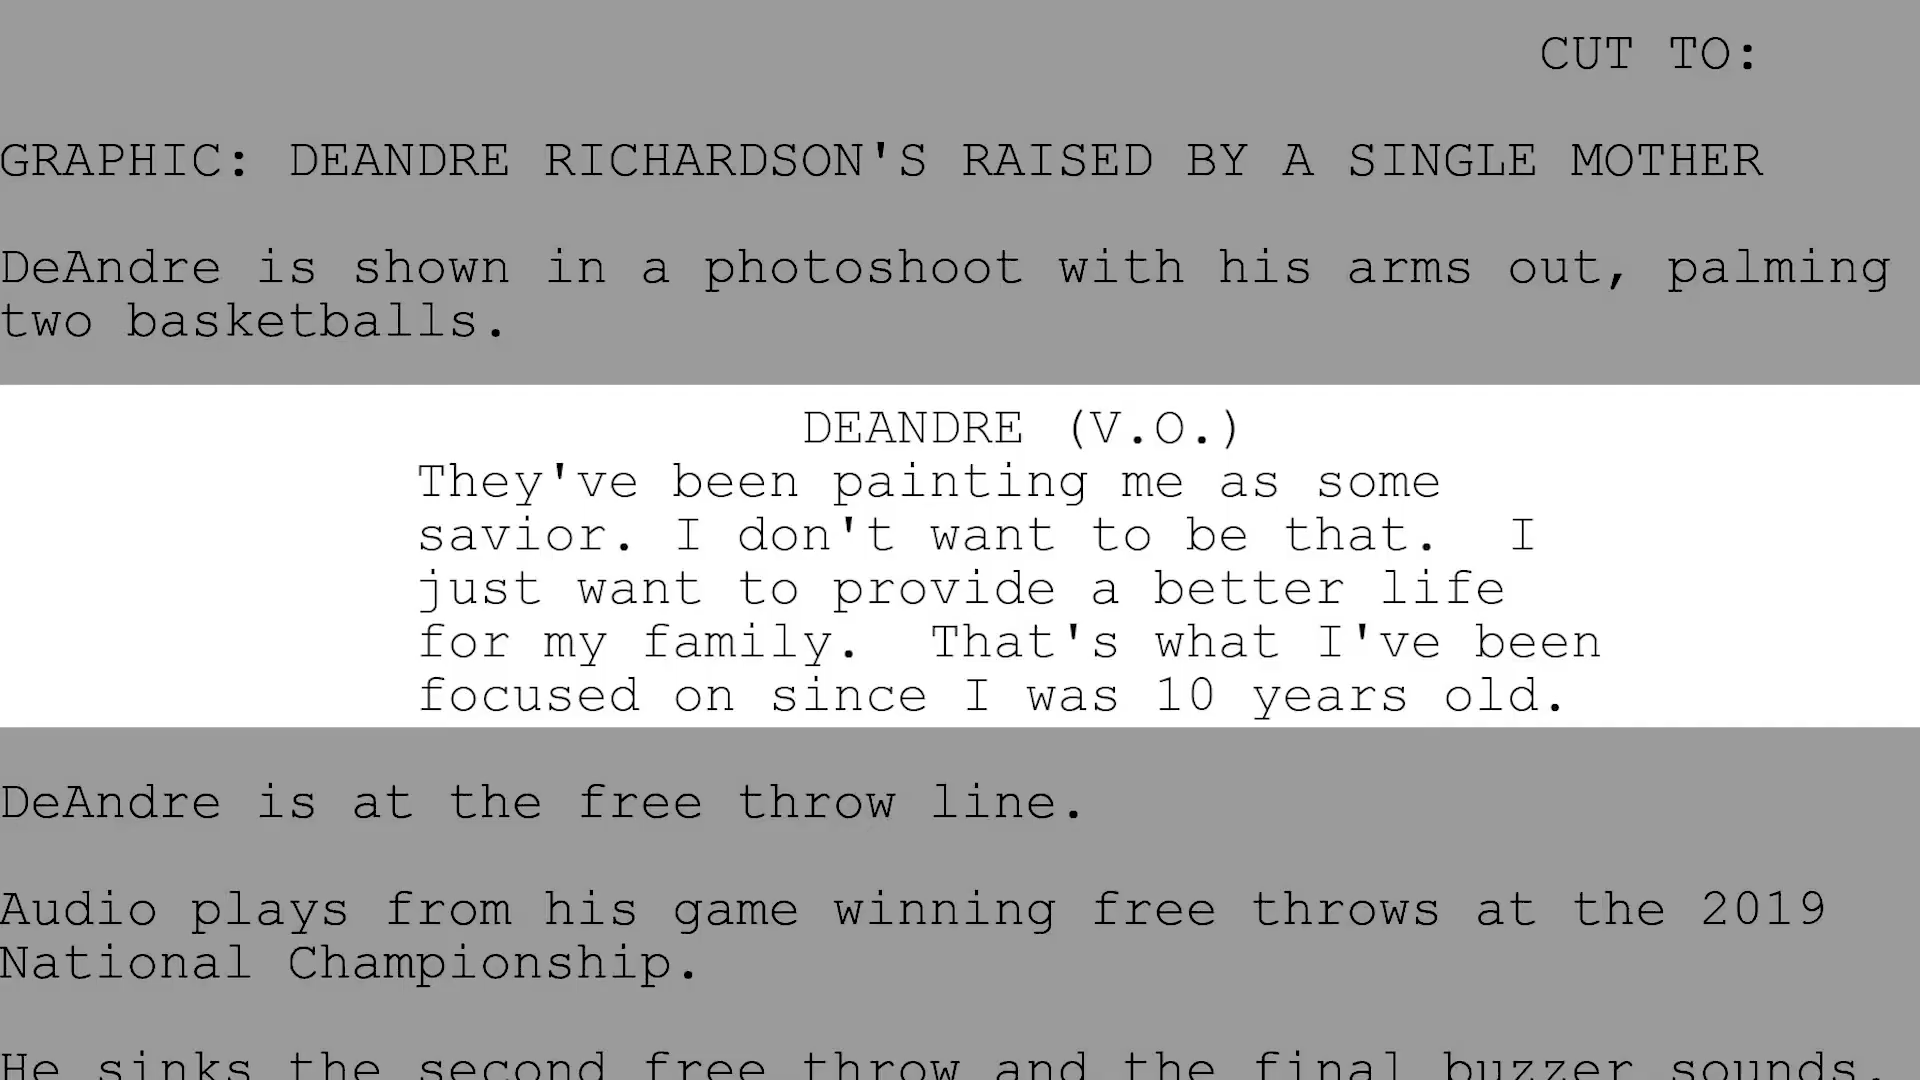 CUT TO:
GRAPHIC: DEANDRE RICHARDSON'S RAISED BY A SINGLE MOTHER
DeAndre is shown in a photoshoot with his arms out, palming
two basketballs.
DEANDRE (V.O.)
They've been painting me as some
savior. I don't want to be that.  I
just want to provide a better life
for my family.  That's what I've been
focused on since I was 10 years old.
DeAndre is at the free throw line.
Audio plays from his game winning free throws at the 2019
National Championship.
He sinks the second free throw and the final buzzer sounds.